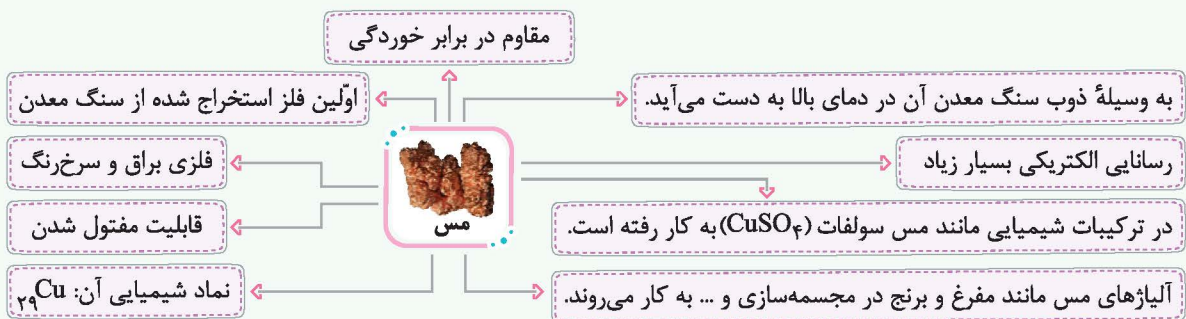 مقاوم در برابر خوردگی
به وسیلهٔ ذوب سنگ معدن آن در دمای بالا به دست می‌آید.
اوّلین فلز استخراج شده از سنگ معدن
رسانایی الکتریکی بسیار زیاد
فلزی براق و سرخ‌رنگ
مس
در ترکیبات شیمیایی مانند مس سولفات (CuSO۴) به کار رفته است.
قابلیت مفتول شدن
آلیاژهای مس مانند مفرغ و برنج در مجسمه‌سازی و ... به کار می‌روند.
نماد شیمیایی آن: ۲۹Cu